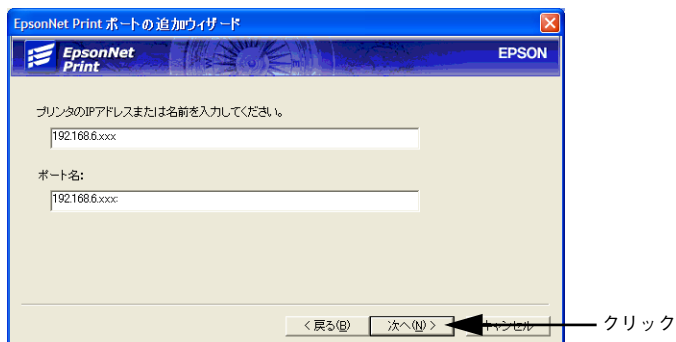 EpsonNet Print ポートの追加ウィザード
EpsonNet
Print
EPSON
プリンタのIPアドレスまたは名前を入力してください。
192.168.6.xxx
ポート名:
192.168.6.xxx:
< 戻る(B)
次へ(N) >
キャンセル
クリック